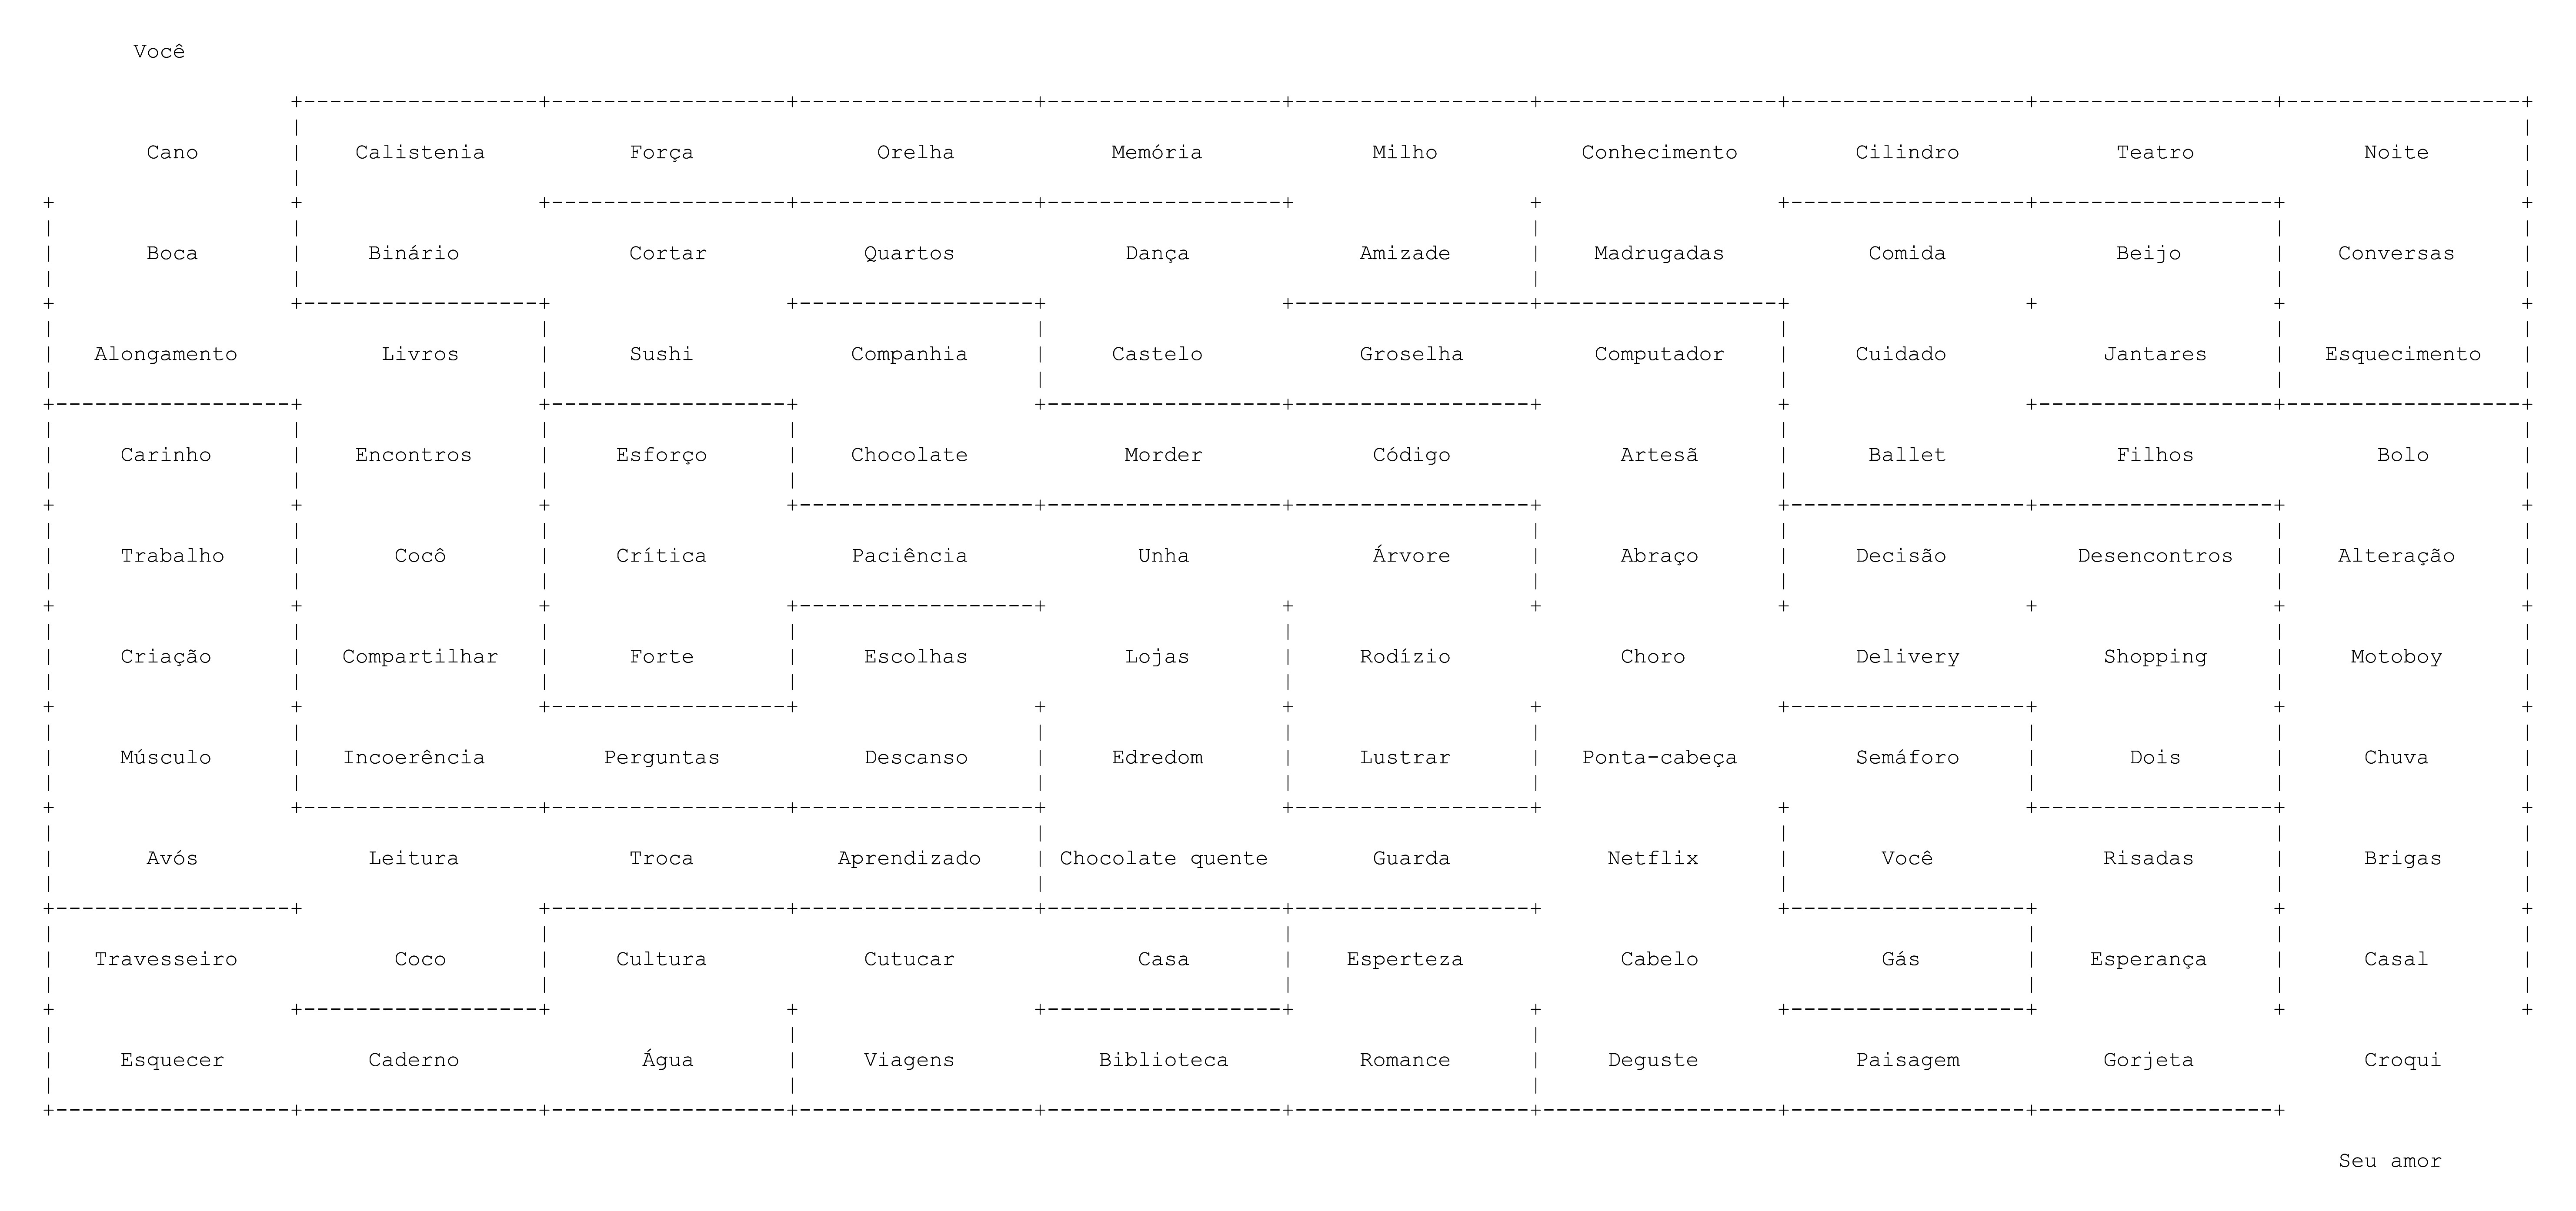 Você
Cano Calistenia Força Orelha Memória Milho Conhecimento Cilindro Teatro Noite
Boca Binário Cortar Quartos Dança Amizade Madrugadas Comida Beijo Conversas
Alongamento Livros Sushi Companhia Castelo Groselha Computador Cuidado Jantares Esquecimento
Carinho Encontros Esforço Chocolate Morder Código Artesã Ballet Filhos Bolo
Trabalho Cocô Crítica Paciência Unha Árvore Abraço Decisão Desencontros Alteração
Criação Compartilhar Forte Escolhas Lojas Rodízio Choro Delivery Shopping Motoboy
Músculo Incoerência Perguntas Descanso Edredom Lustrar Ponta-cabeça Semáforo Dois Chuva
Avós Leitura Troca Aprendizado Chocolate quente Guarda Netflix Você Risadas Brigas
Travesseiro Coco Cultura Cutucar Casa Esperteza Cabelo Gás Esperança Casal
Esquecer Caderno Água Viagens Biblioteca Romance Deguste Paisagem Gorjeta Croqui
Seu amor